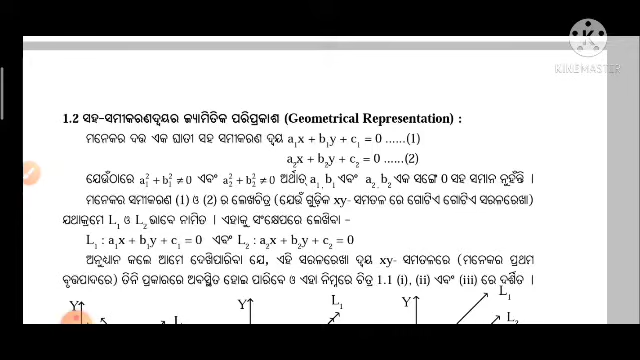 KINEMASTER
1.2 ସହ-ସମୀକରଣଦ୍ୱୟର ଜ୍ୟାମିତିକ ପରିପ୍ରକାଶ (Geometrical Representation) :
ମନେକର ଦତ୍ତ ଏକ ଘାତୀ ସହ ସମୀକରଣ ଦ୍ୱୟ a₁x + b₁y + c₁ = 0 ......(1)
a₂x + b₂y + c₂ = 0 .....(2)
ଯେଉଁଠାରେ a₁² + b₁² ≠ 0 ଏବଂ a₂² + b₂² ≠ 0 ଅର୍ଥାତ୍ a₁, b₁ ଏବଂ a₂, b₂ ଏକ ସଙ୍ଗେ 0 ସହ ସମାନ ନୁହଁନ୍ତି ।
ମନେକର ସମୀକରଣ (1) ଓ (2) ର ଲେଖଚିତ୍ର (ଯେଉଁ ଗୁଡ଼ିକ xy- ସମତଳ ରେ ଗୋଟିଏ ଗୋଟିଏ ସରଳରେଖା)
ଯଥାକ୍ରମେ L₁ ଓ L₂ ଭାବେ ନାମିତ । ଏହାକୁ ସଂକ୍ଷେପରେ ଲେଖିବା –
L₁ : a₁x + b₁y + c₁ = 0 ଏବଂ L₂ : a₂x + b₂y + c₂ = 0
ଅନୁଧ୍ୟାନ କଲେ ଆମେ ଦେଖିପାରିବା ଯେ, ଏହି ସରଳରେଖା ଦ୍ୱୟ xy- ସମତଳରେ (ମନେକର ପ୍ରଥମ
ବୃତ୍ତପାଦରେ) ତିନି ପ୍ରକାରରେ ଅବସ୍ଥିତ ହୋଇ ପାରିବେ ଓ ଏହା ନିମ୍ନରେ ଚିତ୍ର 1.1 (i), (ii) ଏବଂ (iii) ରେ ଦର୍ଶିତ ।
Y L Y L₁ Y L₁
L₂